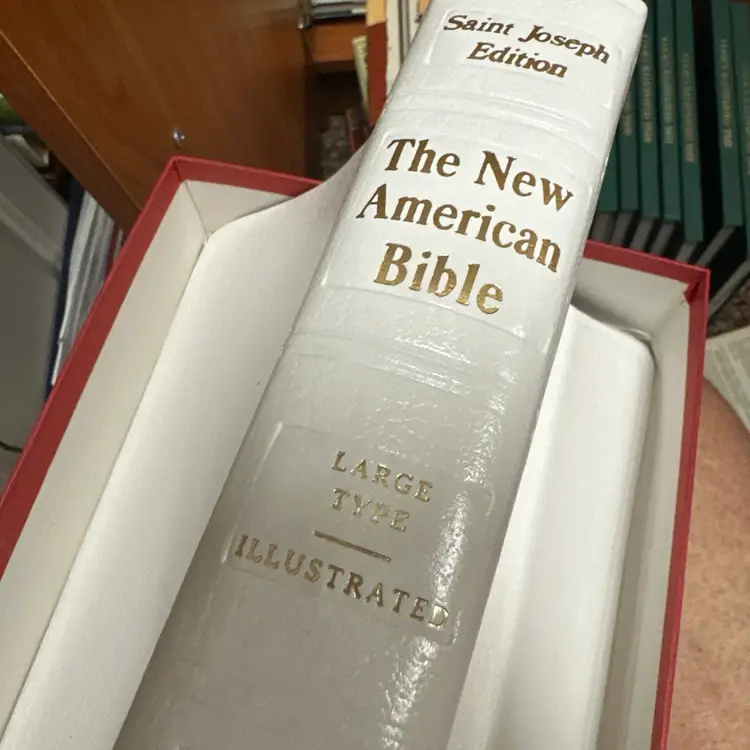 Saint Joseph
Edition
The New
American
Bible
LARGE
TYPE
ILLUSTRATED